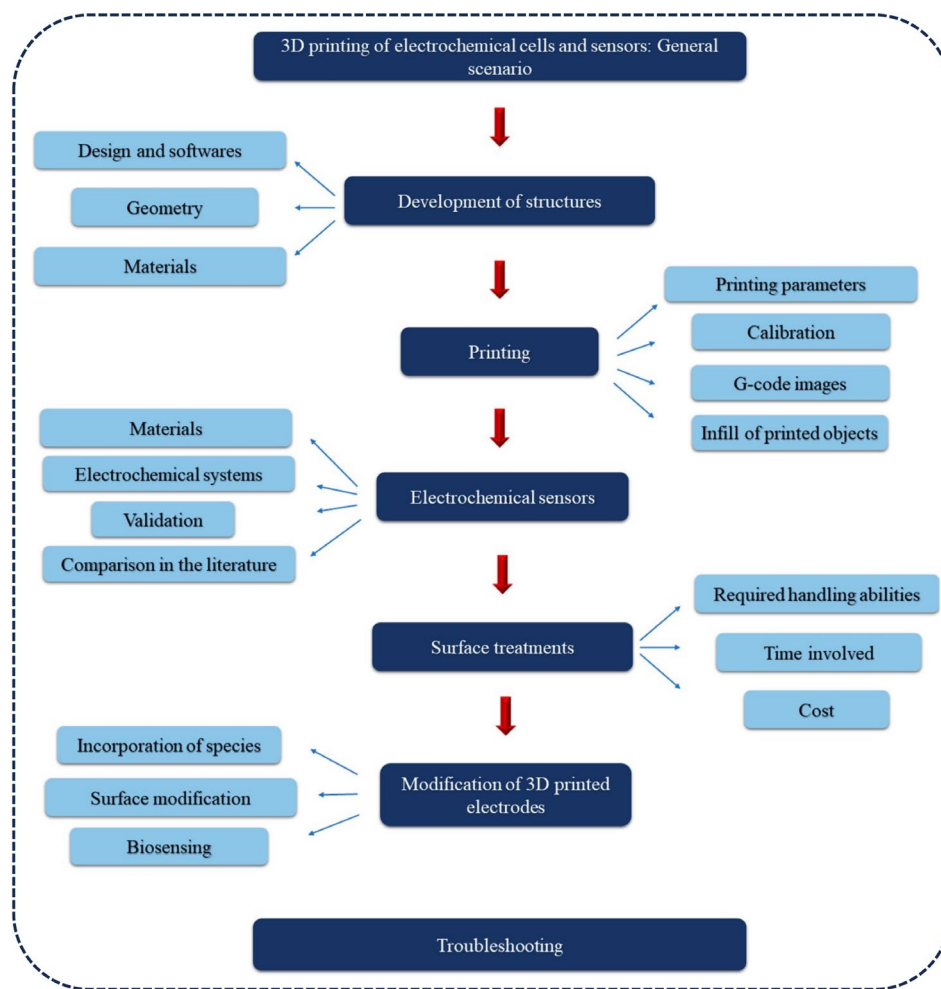 3D printing of electrochemical cells and sensors: General
scenario
Design and softwares
Geometry
Materials
Development of structures
Printing
Printing parameters
Calibration
G-code images
Infill of printed objects
Materials
Electrochemical systems
Validation
Comparison in the literature
Electrochemical sensors
Surface treatments
Required handling abilities
Time involved
Cost
Incorporation of species
Surface modification
Biosensing
Modification of 3D printed
electrodes
Troubleshooting